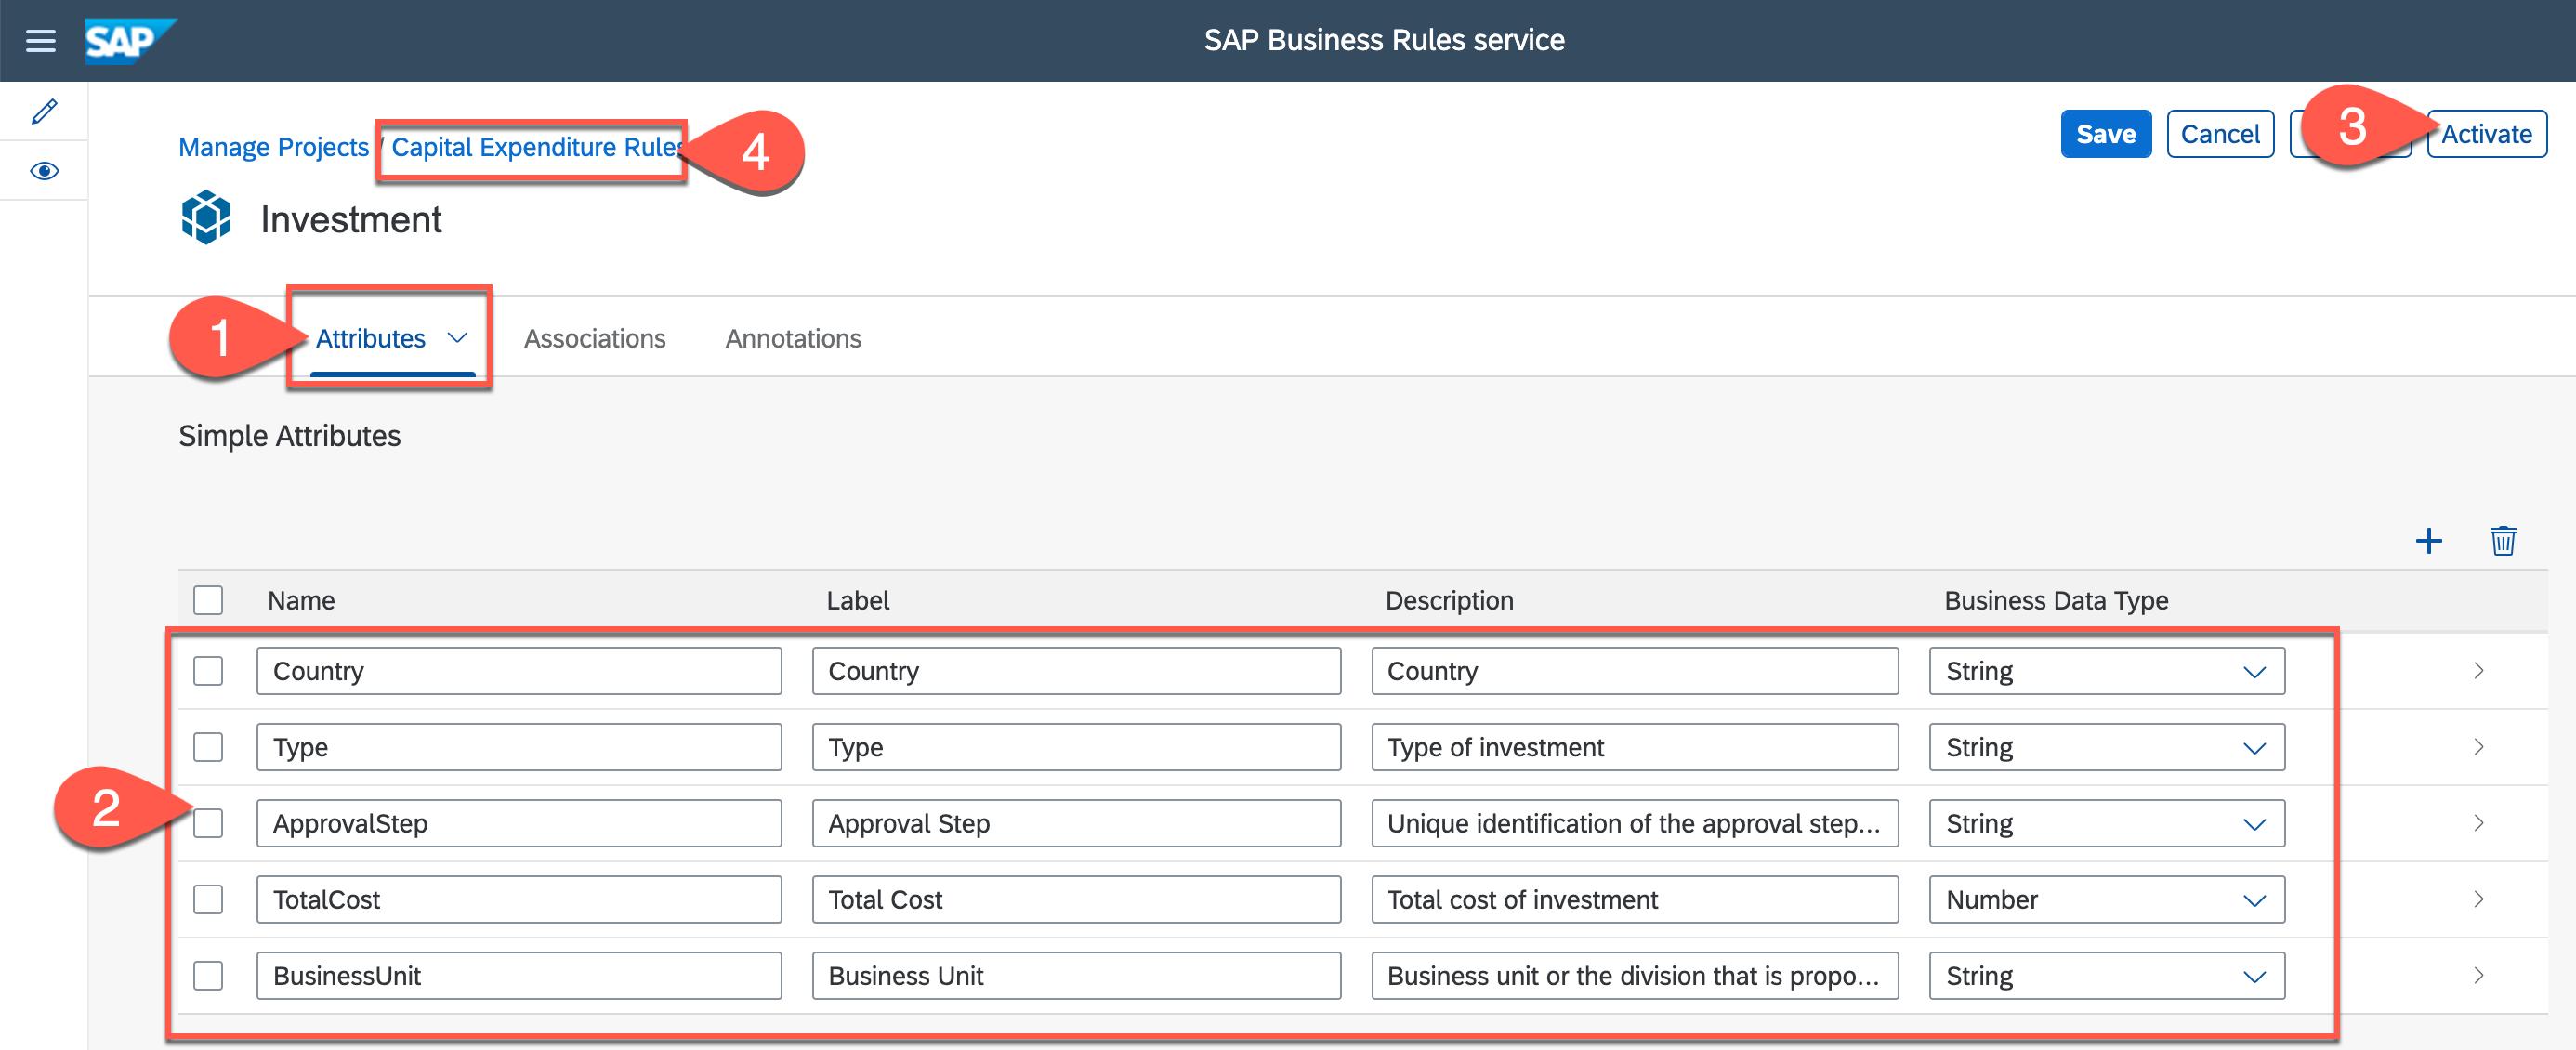 SAP SAP Business Rules service
Manage Projects / Capital Expenditure Rules 4 Save Cancel 3 Activate
Investment
1 Attributes Associations Annotations
Simple Attributes
Name Label Description Business Data Type
Country Country Country String
Type Type Type of investment String
2 ApprovalStep Approval Step Unique identification of the approval step... String
TotalCost Total Cost Total cost of investment Number
BusinessUnit Business Unit Business unit or the division that is propo... String